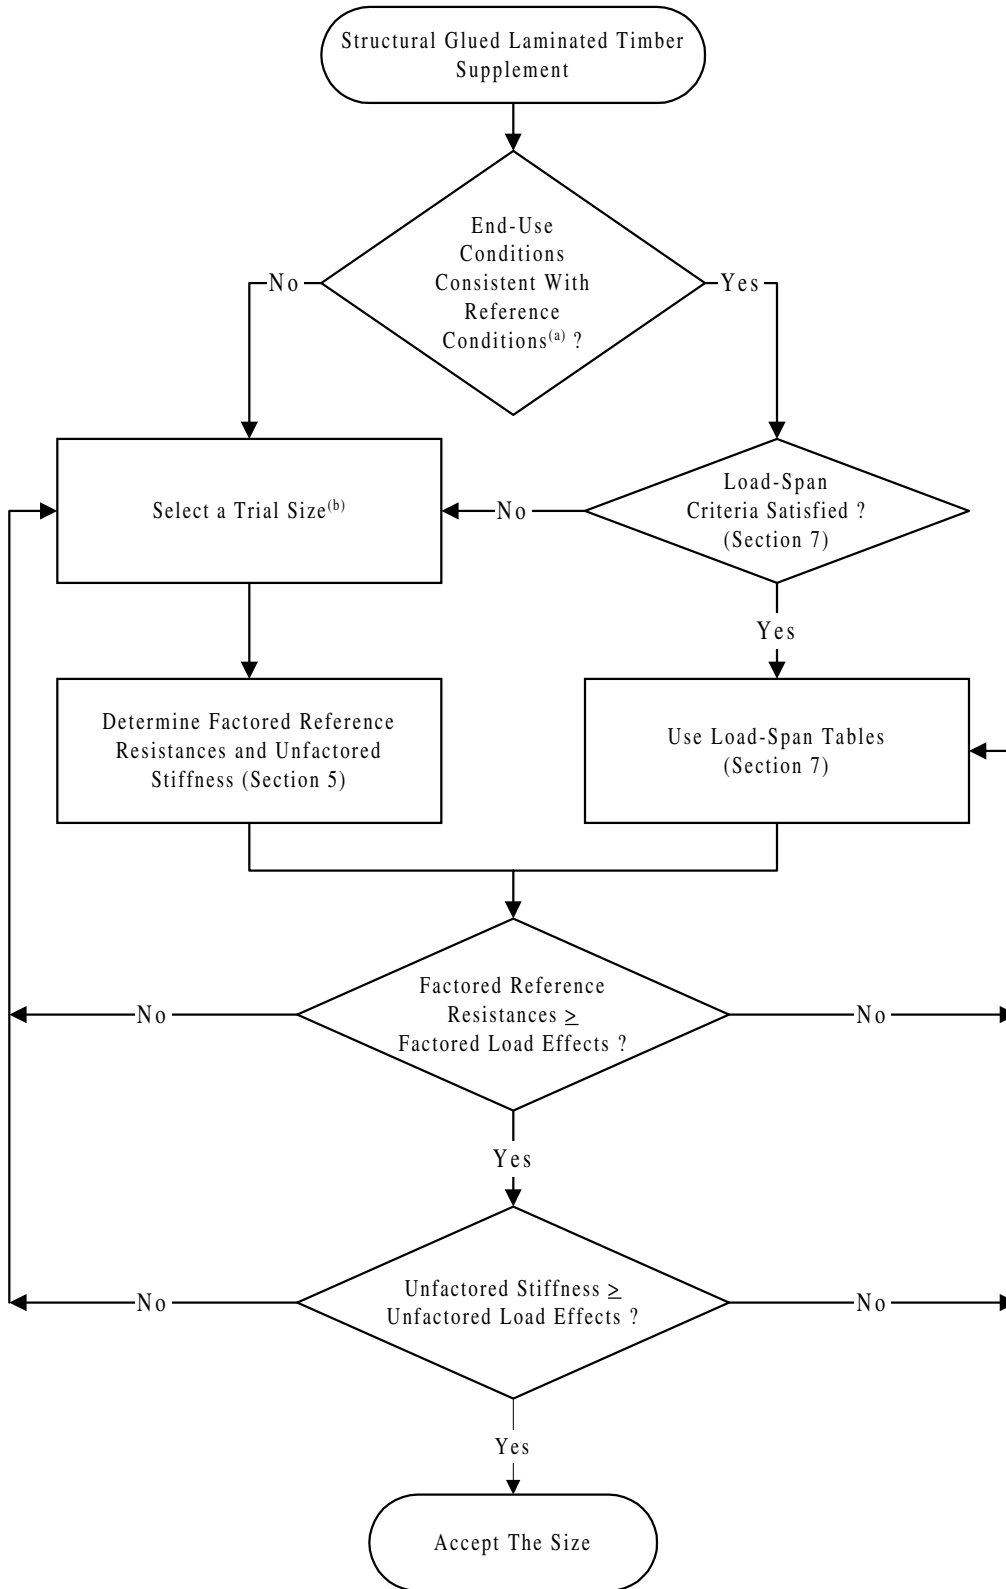 Structural Glued Laminated Timber
Supplement
End-Use
Conditions
Consistent With
Reference
Conditions(a) ?
No
Yes
Select a Trial Size(b)
No
Load-Span
Criteria Satisfied ?
(Section 7)
Yes
Determine Factored Reference
Resistances and Unfactored
Stiffness (Section 5)
Use Load-Span Tables
(Section 7)
Factored Reference
Resistances ≥
Factored Load Effects ?
No
No
Yes
Unfactored Stiffness ≥
Unfactored Load Effects ?
No
No
Yes
Accept The Size